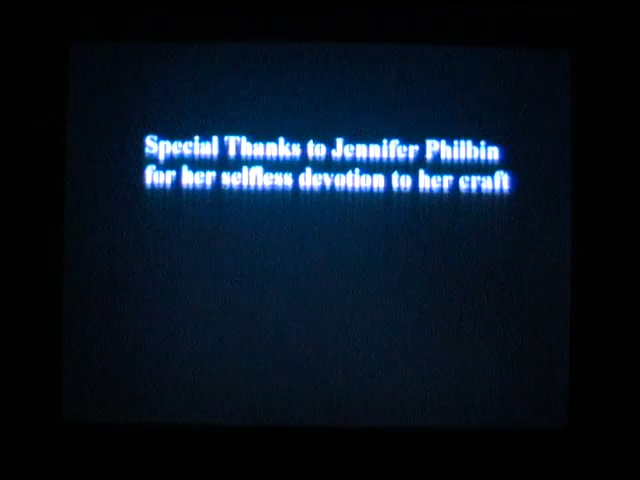 Special Thanks to Jennifer Philbin
for her selfless devotion to her craft